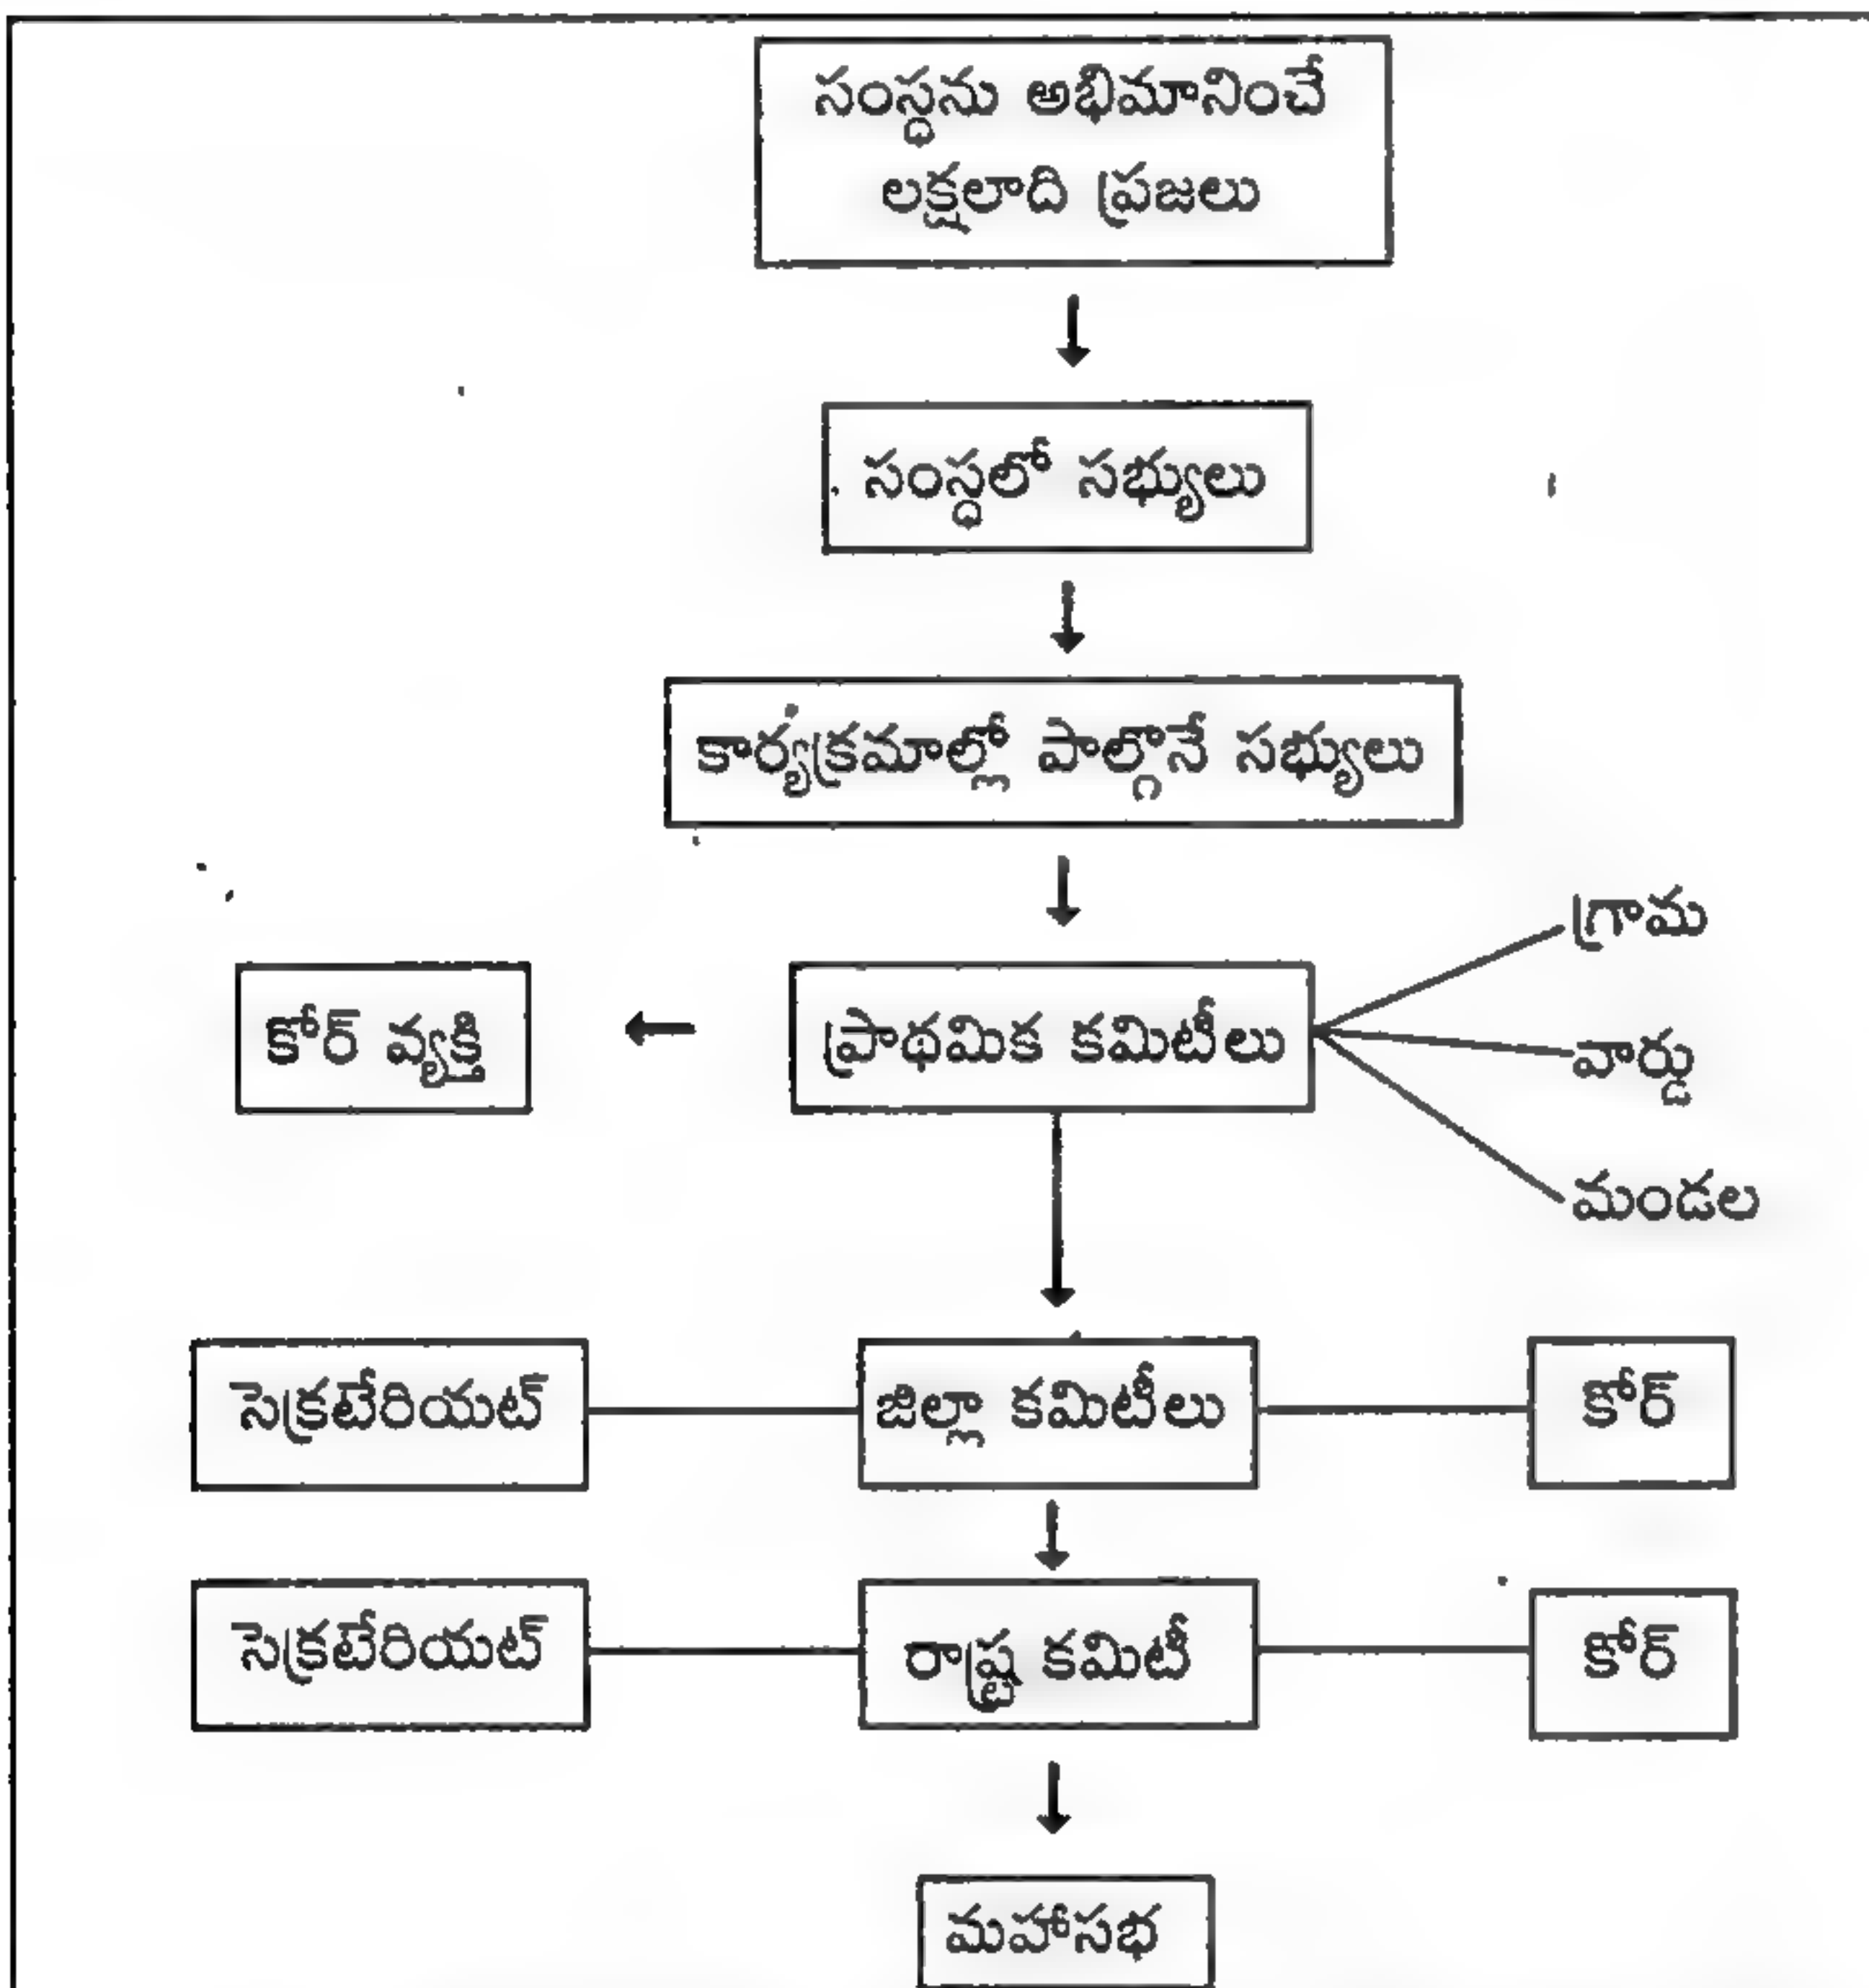 సంస్థను అభిమానించే
లక్షలాది ప్రజలు
సంస్థలో సభ్యులు
కార్యక్రమాల్లో పాల్గొనే సభ్యులు
గ్రామ
కోర్ వ్యక్తి
ప్రాథమిక కమిటీలు
వార్డు
మండల
సెక్రటేరియట్
జిల్లా కమిటీలు
కోర్
సెక్రటేరియట్
రాష్ట్ర కమిటీ
కోర్
మహాసభ